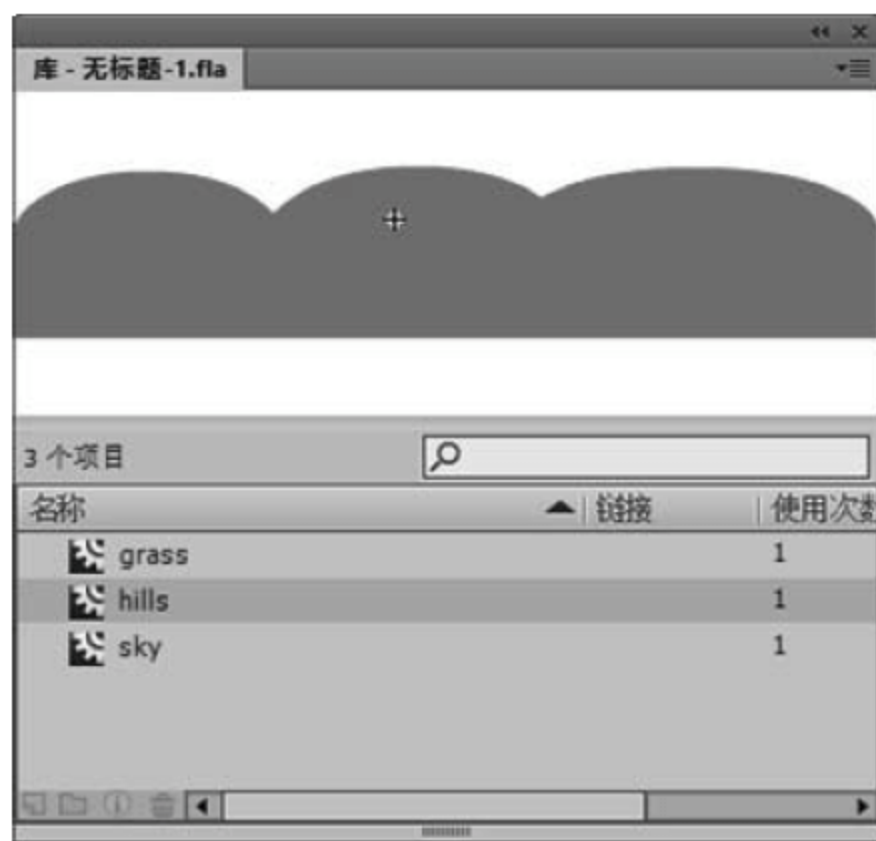 库 - 无标题-1.fla
3 个项目
名称 链接 使用次数
grass 1
hills 1
sky 1